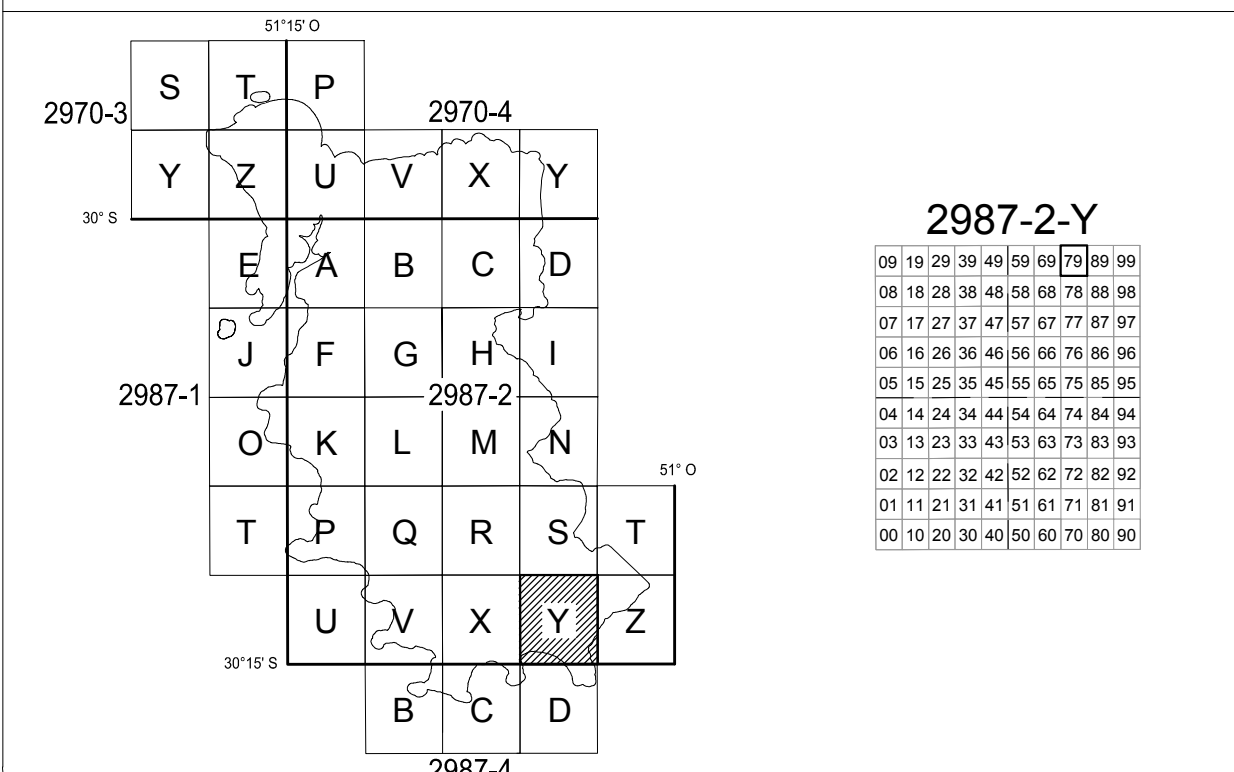 51°15' O
S T P
2970-3 2970-4
Y Z U V X Y
30° S
E A B C D
J F G H I
2987-1 2987-2
O K L M N
51° O
T P Q R S T
U V X Y Z
30°15' S
B C D
2987-4
2987-2-Y
09 19 29 39 49 59 69 79 89 99
08 18 28 38 48 58 68 78 88 98
07 17 27 37 47 57 67 77 87 97
06 16 26 36 46 56 66 76 86 96
05 15 25 35 45 55 65 75 85 95
04 14 24 34 44 54 64 74 84 94
03 13 23 33 43 53 63 73 83 93
02 12 22 32 42 52 62 72 82 92
01 11 21 31 41 51 61 71 81 91
00 10 20 30 40 50 60 70 80 90